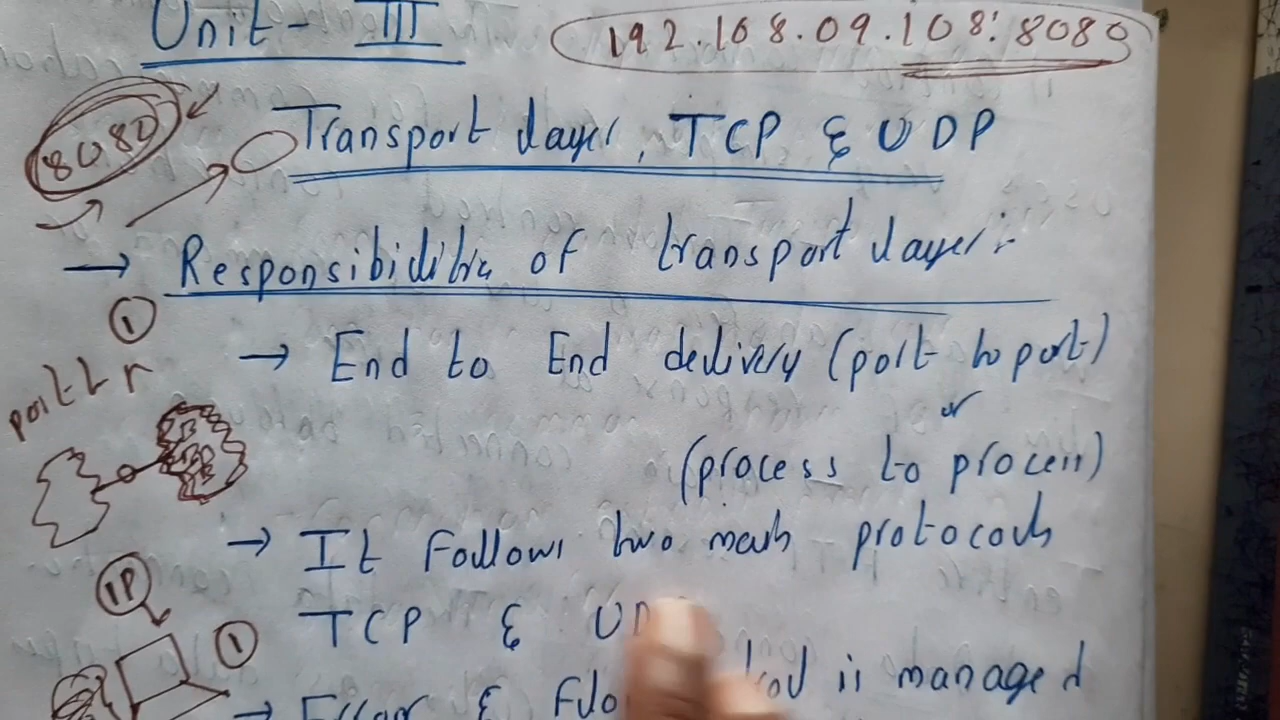 Unit- III
192.168.09.108:8080
8080
Transport layer, TCP & UDP
→ Responsibilities of transport layer:-
1
→ End to End delivery (port to port)
or
(process to process)
→ It follows two protocols
TCP & UD
IP
1
→ Error & Flo is managed